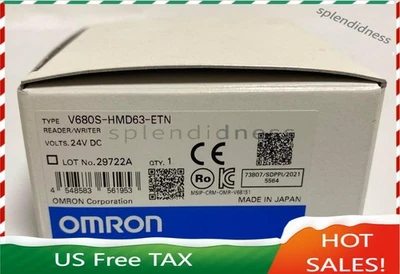 splendidness
TYPE V680S-HMD63-ETN
READER/WRITER
splendidness
VOLTS. 24V DC
LOT No. 29722A QTY. 1
4 548583 561953
OMRON Corporation
Ro
CE
73807/SDPPI/2021
5564
MSIP-CRM-OMR-V68151
MADE IN JAPAN
OMRON
US Free TAX
HOT
SALES!